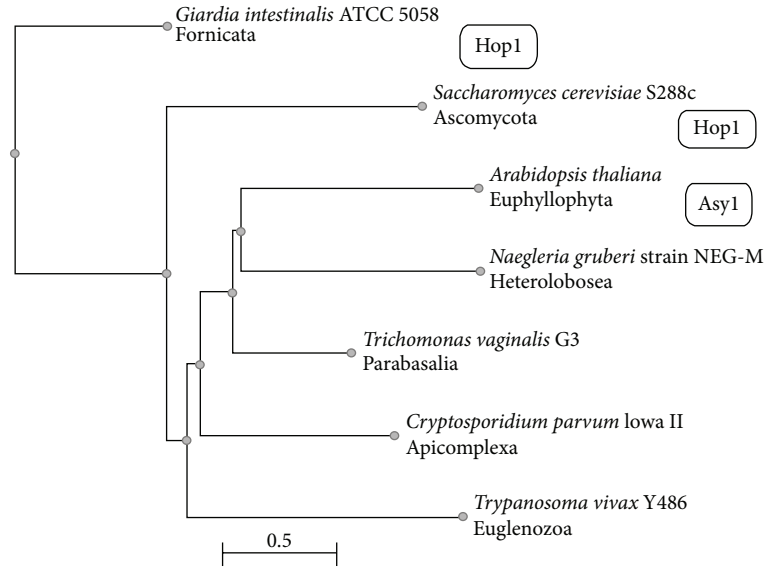 Giardia intestinalis ATCC 5058
Fornicata
Hop1
Saccharomyces cerevisiae S288c
Ascomycota
Hop1
Arabidopsis thaliana
Euphyllophyta
Asy1
Naegleria gruberi strain NEG-M
Heterolobosea
Trichomonas vaginalis G3
Parabasalia
Cryptosporidium parvum lowa II
Apicomplexa
Trypanosoma vivax Y486
Euglenozoa
0.5